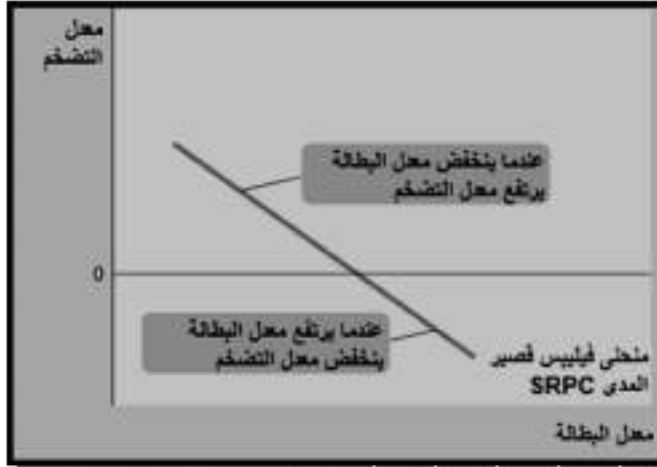 معدل
التضخم
عندما ينخفض معدل البطالة
يرتفع معدل التضخم
0
عندما يرتفع معدل البطالة
ينخفض معدل التضخم
منحنى فيليبس قصير
المدى SRPC
معدل البطالة